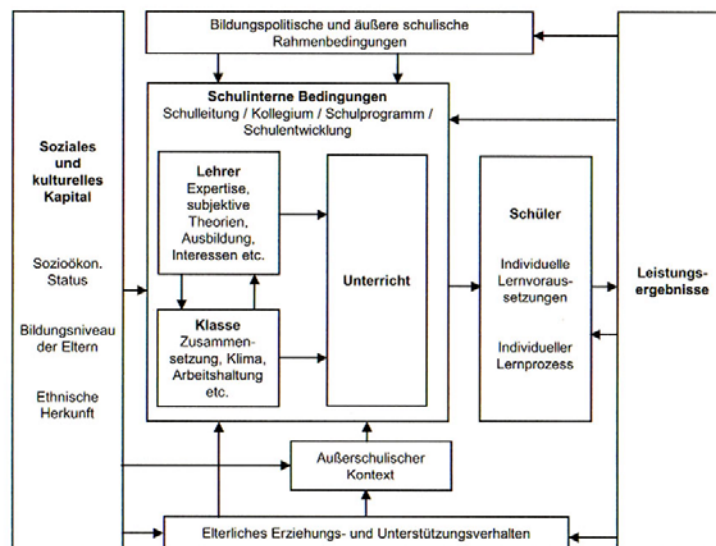 Bildungspolitische und äußere schulische
Rahmenbedingungen
Soziales
und
kulturelles
Kapital
Sozioökon.
Status
Bildungsniveau
der Eltern
Ethnische
Herkunft
Schulinterne Bedingungen
Schulleitung / Kollegium / Schulprogramm /
Schulentwicklung
Lehrer
Expertise,
subjektive
Theorien,
Ausbildung,
Interessen etc.
Klasse
Zusammen-
setzung, Klima,
Arbeitshaltung
etc.
Unterricht
Schüler
Individuelle
Lernvoraus-
setzungen
Individueller
Lernprozess
Leistungs-
ergebnisse
Außerschulischer
Kontext
Elterliches Erziehungs- und Unterstützungsverhalten